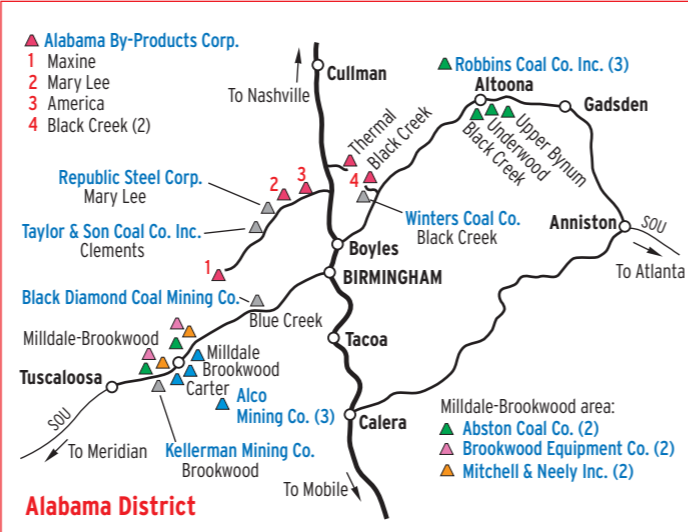 Alabama By-Products Corp.
1 Maxine
2 Mary Lee
3 America
4 Black Creek (2)
Cullman
To Nashville
Robbins Coal Co. Inc. (3)
Altoona
Gadsden
Upper Bynum
Underwood
Black Creek
Thermal
Black Creek
4
3
2
1
Republic Steel Corp.
Mary Lee
Taylor & Son Coal Co. Inc.
Clements
Winters Coal Co.
Black Creek
Anniston
SOU
To Atlanta
Boyles
BIRMINGHAM
Black Diamond Coal Mining Co.
Blue Creek
Tacoa
Milldale-Brookwood
Milldale
Brookwood
Carter
Tuscaloosa
Alco
Mining Co. (3)
SOU
To Meridian
Kellerman Mining Co.
Brookwood
Calera
To Mobile
Milldale-Brookwood area:
Abston Coal Co. (2)
Brookwood Equipment Co. (2)
Mitchell & Neely Inc. (2)
Alabama District